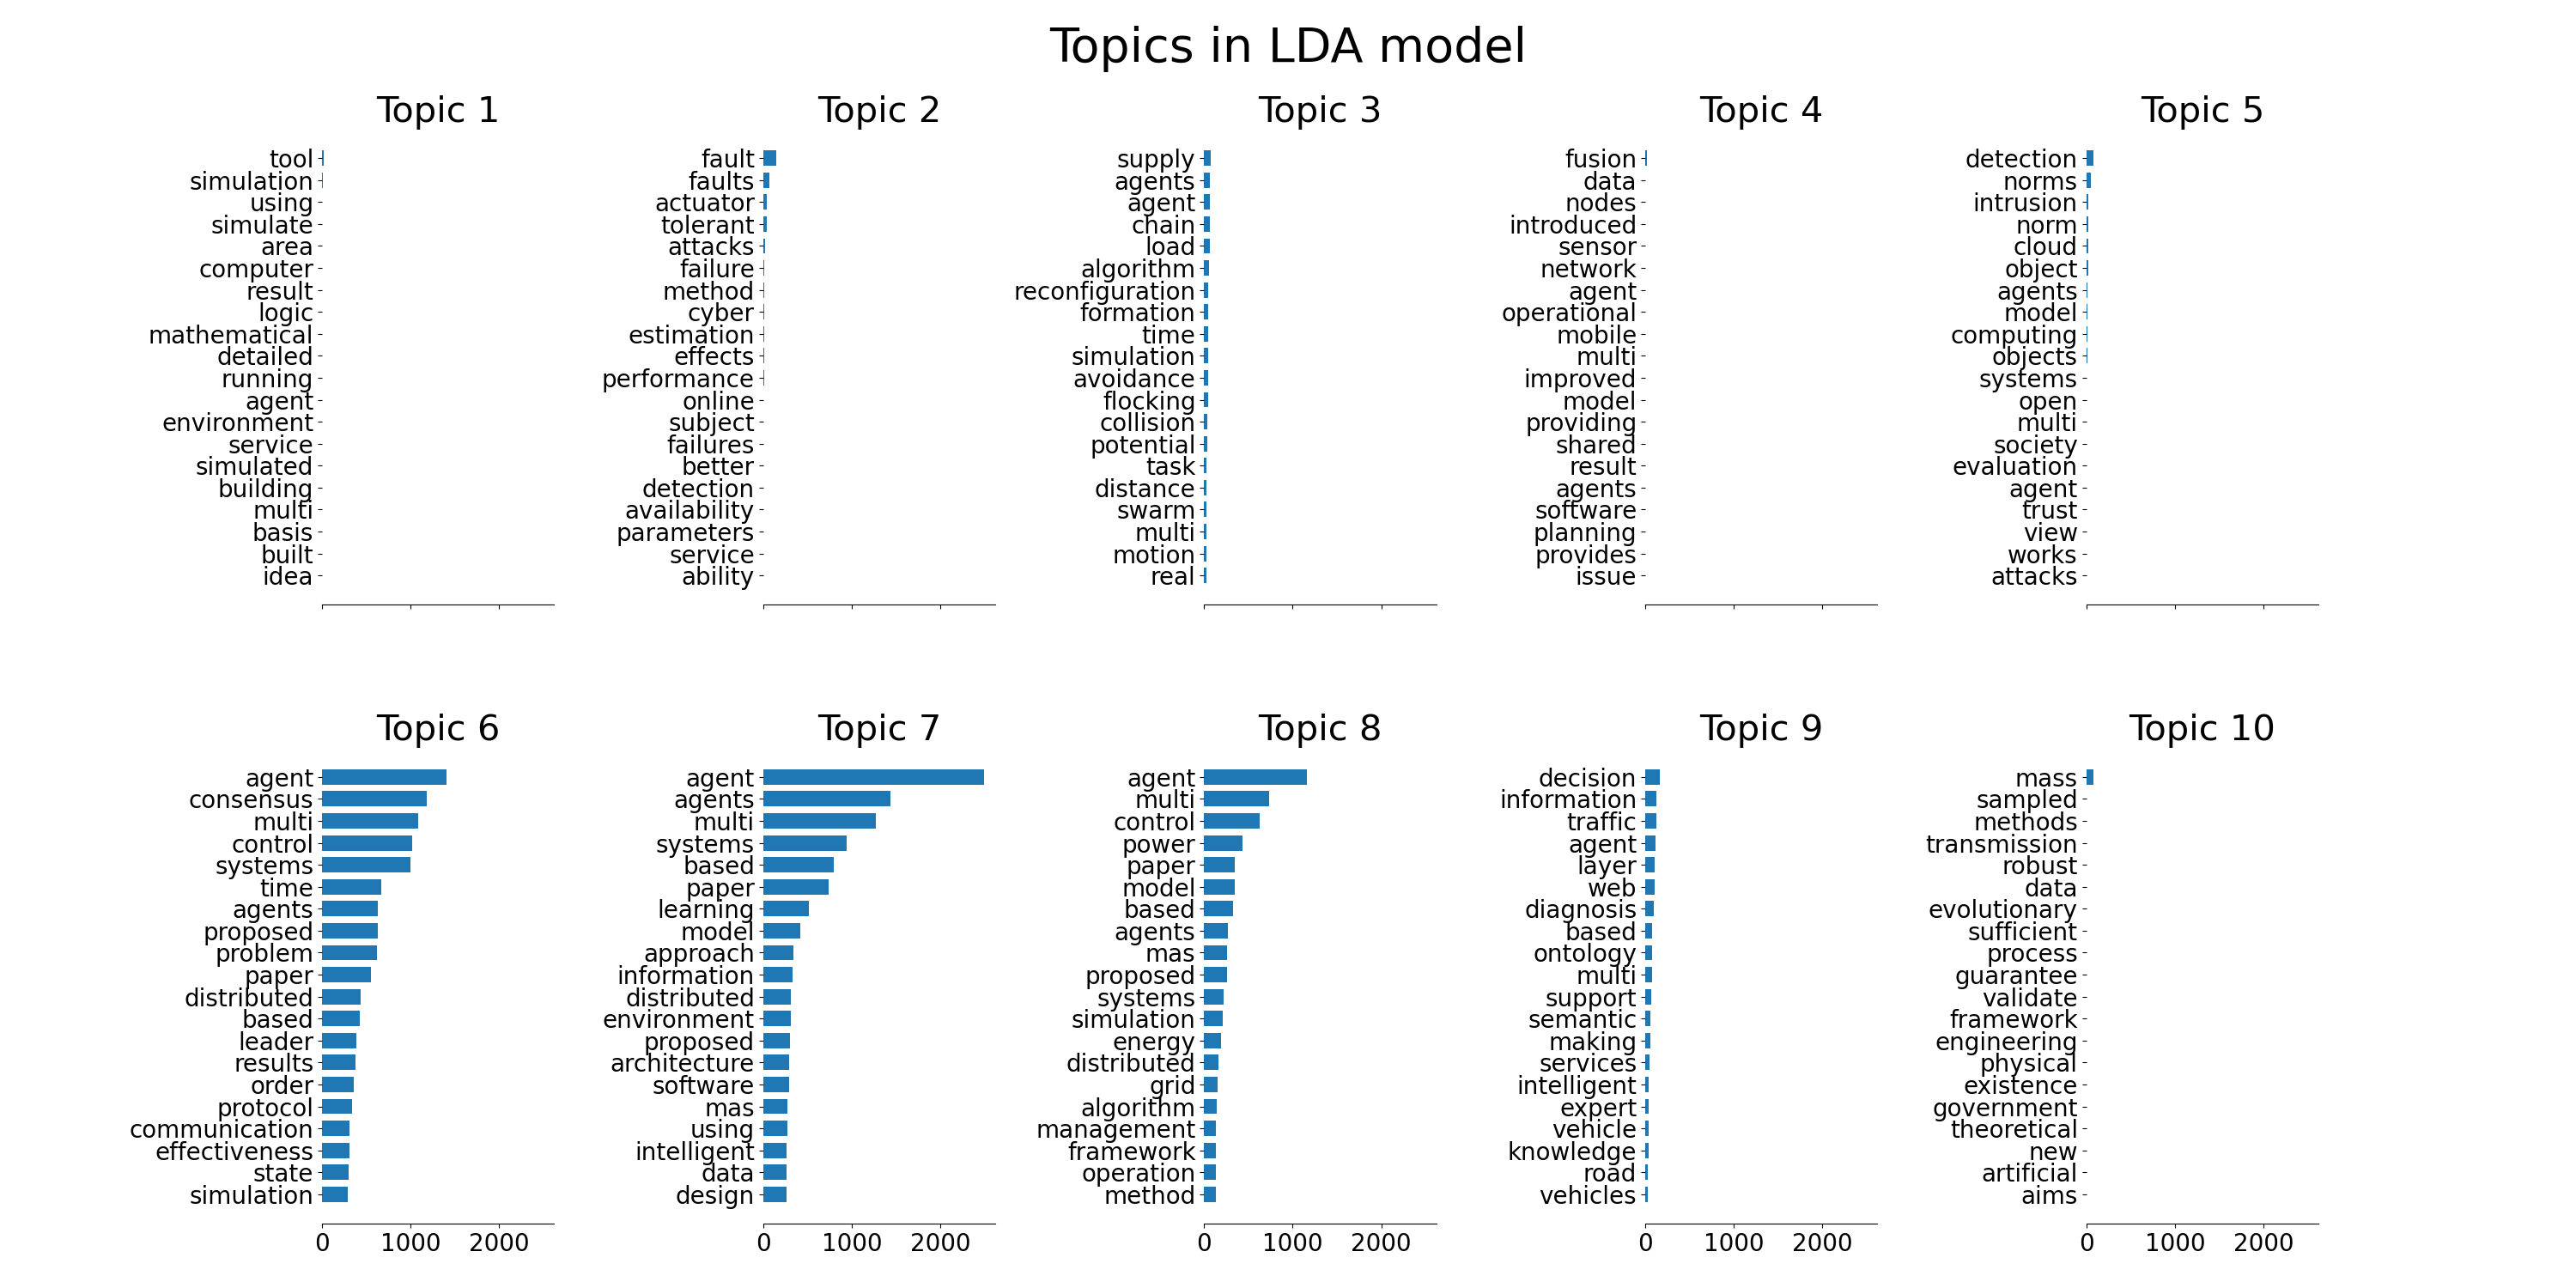 Topics in LDA model
Topic 1
tool
simulation
using
simulate
area
computer
result
logic
mathematical
detailed
running
agent
environment
service
simulated
building
multi
basis
built
idea
Topic 2
fault
faults
actuator
tolerant
attacks
failure
method
cyber
estimation
effects
performance
online
subject
failures
better
detection
availability
parameters
service
ability
Topic 3
supply
agents
agent
chain
load
algorithm
reconfiguration
formation
time
simulation
avoidance
flocking
collision
potential
task
distance
swarm
multi
motion
real
Topic 4
fusion
data
nodes
introduced
sensor
network
agent
operational
mobile
multi
improved
model
providing
shared
result
agents
software
planning
provides
issue
Topic 5
detection
norms
intrusion
norm
cloud
object
agents
model
computing
objects
systems
open
multi
society
evaluation
agent
trust
view
works
attacks
Topic 6
agent
consensus
multi
control
systems
time
agents
proposed
problem
paper
distributed
based
leader
results
order
protocol
communication
effectiveness
state
simulation
0 1000 2000
Topic 7
agent
agents
multi
systems
based
paper
learning
model
approach
information
distributed
environment
proposed
architecture
software
mas
using
intelligent
data
design
0 1000 2000
Topic 8
agent
multi
control
power
paper
model
based
agents
mas
proposed
systems
simulation
energy
distributed
grid
algorithm
management
framework
operation
method
0 1000 2000
Topic 9
decision
information
traffic
agent
layer
web
diagnosis
based
ontology
multi
support
semantic
making
services
intelligent
expert
vehicle
knowledge
road
vehicles
0 1000 2000
Topic 10
mass
sampled
methods
transmission
robust
data
evolutionary
sufficient
process
guarantee
validate
framework
engineering
physical
existence
government
theoretical
new
artificial
aims
0 1000 2000